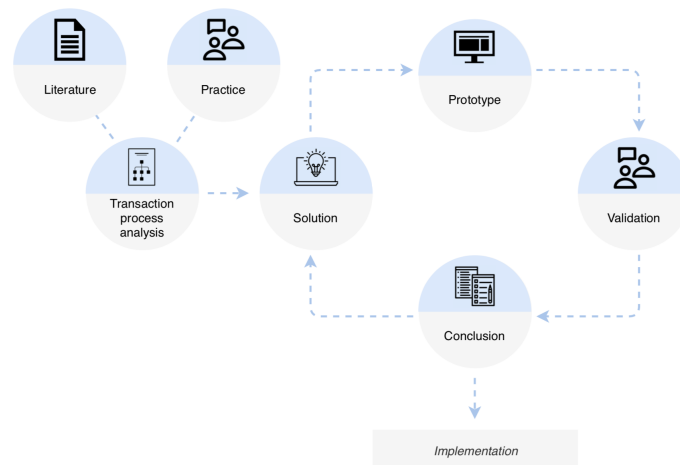 Literature
Practice
Prototype
Transaction
process
analysis
Solution
Validation
Conclusion
Implementation